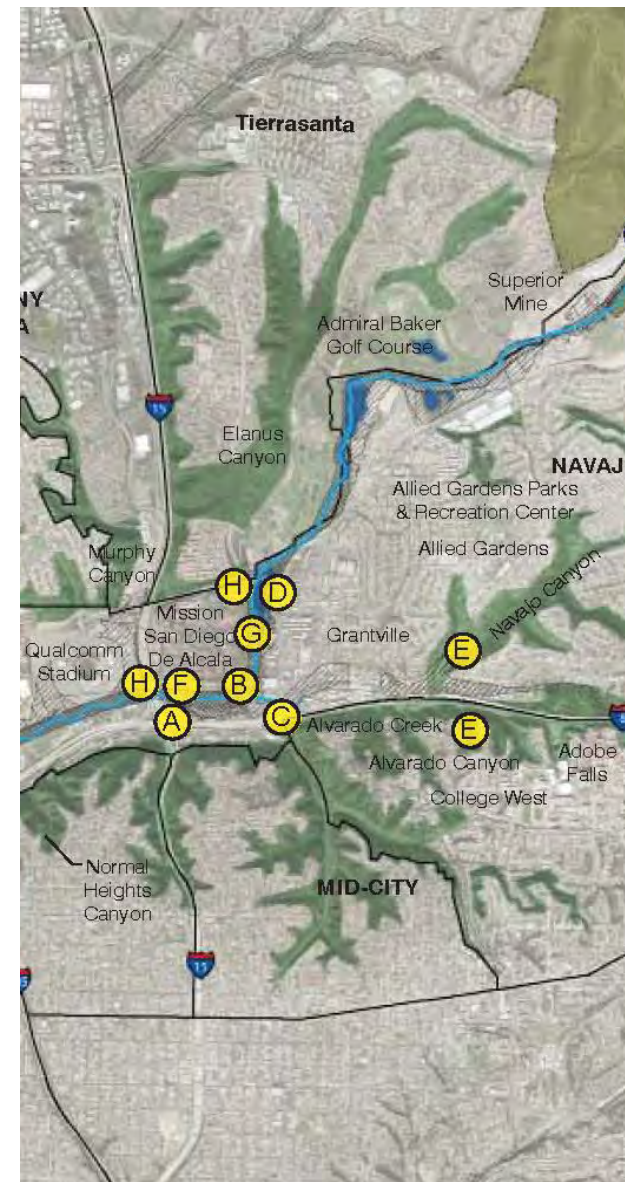 Tierrasanta
Superior
Mine
NY
A
Admiral Baker
Golf Course
15
Elanus
Canyon
NAVAJ
Allied Gardens Parks
& Recreation Center
Allied Gardens
Murphy
Canyon
Navajo Canyon
H
D
Mission
San Diego
De Alcala
G
Grantville
E
Qualcomm
Stadium
H
F
B
A
C
Alvarado Creek
E
8
Alvarado Canyon
Adobe
Falls
College West
Normal
Heights
Canyon
MID-CITY
15
5